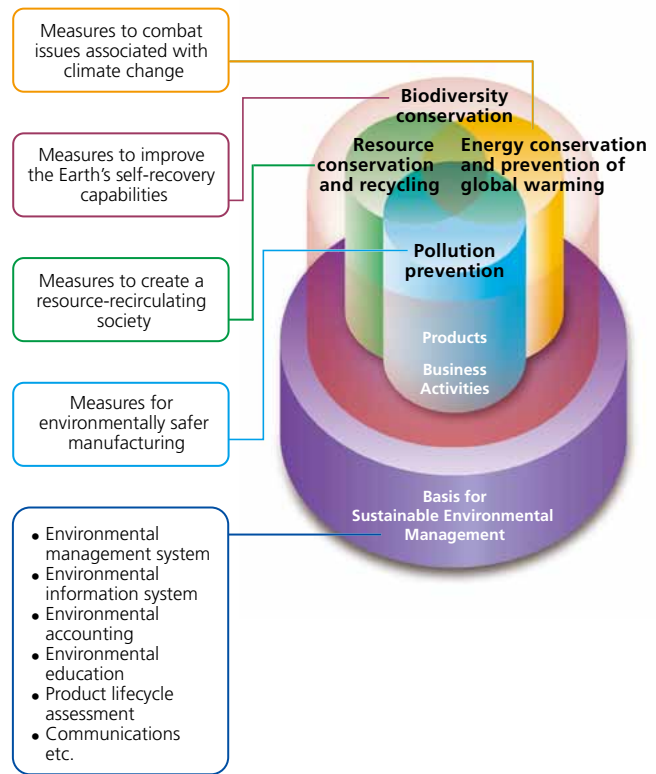 Measures to combat
issues associated with
climate change
Measures to improve
the Earth's self-recovery
capabilities
Measures to create a
resource-recirculating
society
Measures for
environmentally safer
manufacturing
• Environmental
management system
• Environmental
information system
• Environmental
accounting
• Environmental
education
• Product lifecycle
assessment
• Communications
etc.
Biodiversity
conservation
Resource
conservation
and recycling
Energy conservation
and prevention of
global warming
Pollution
prevention
Products
Business
Activities
Basis for
Sustainable Environmental
Management